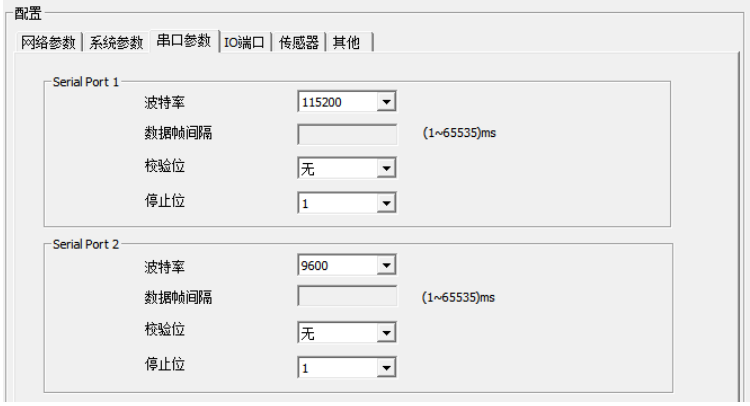 配置
网络参数 系统参数 串口参数 IO端口 传感器 其他
Serial Port 1
波特率 115200
数据帧间隔 (1~65535)ms
校验位 无
停止位 1
Serial Port 2
波特率 9600
数据帧间隔 (1~65535)ms
校验位 无
停止位 1